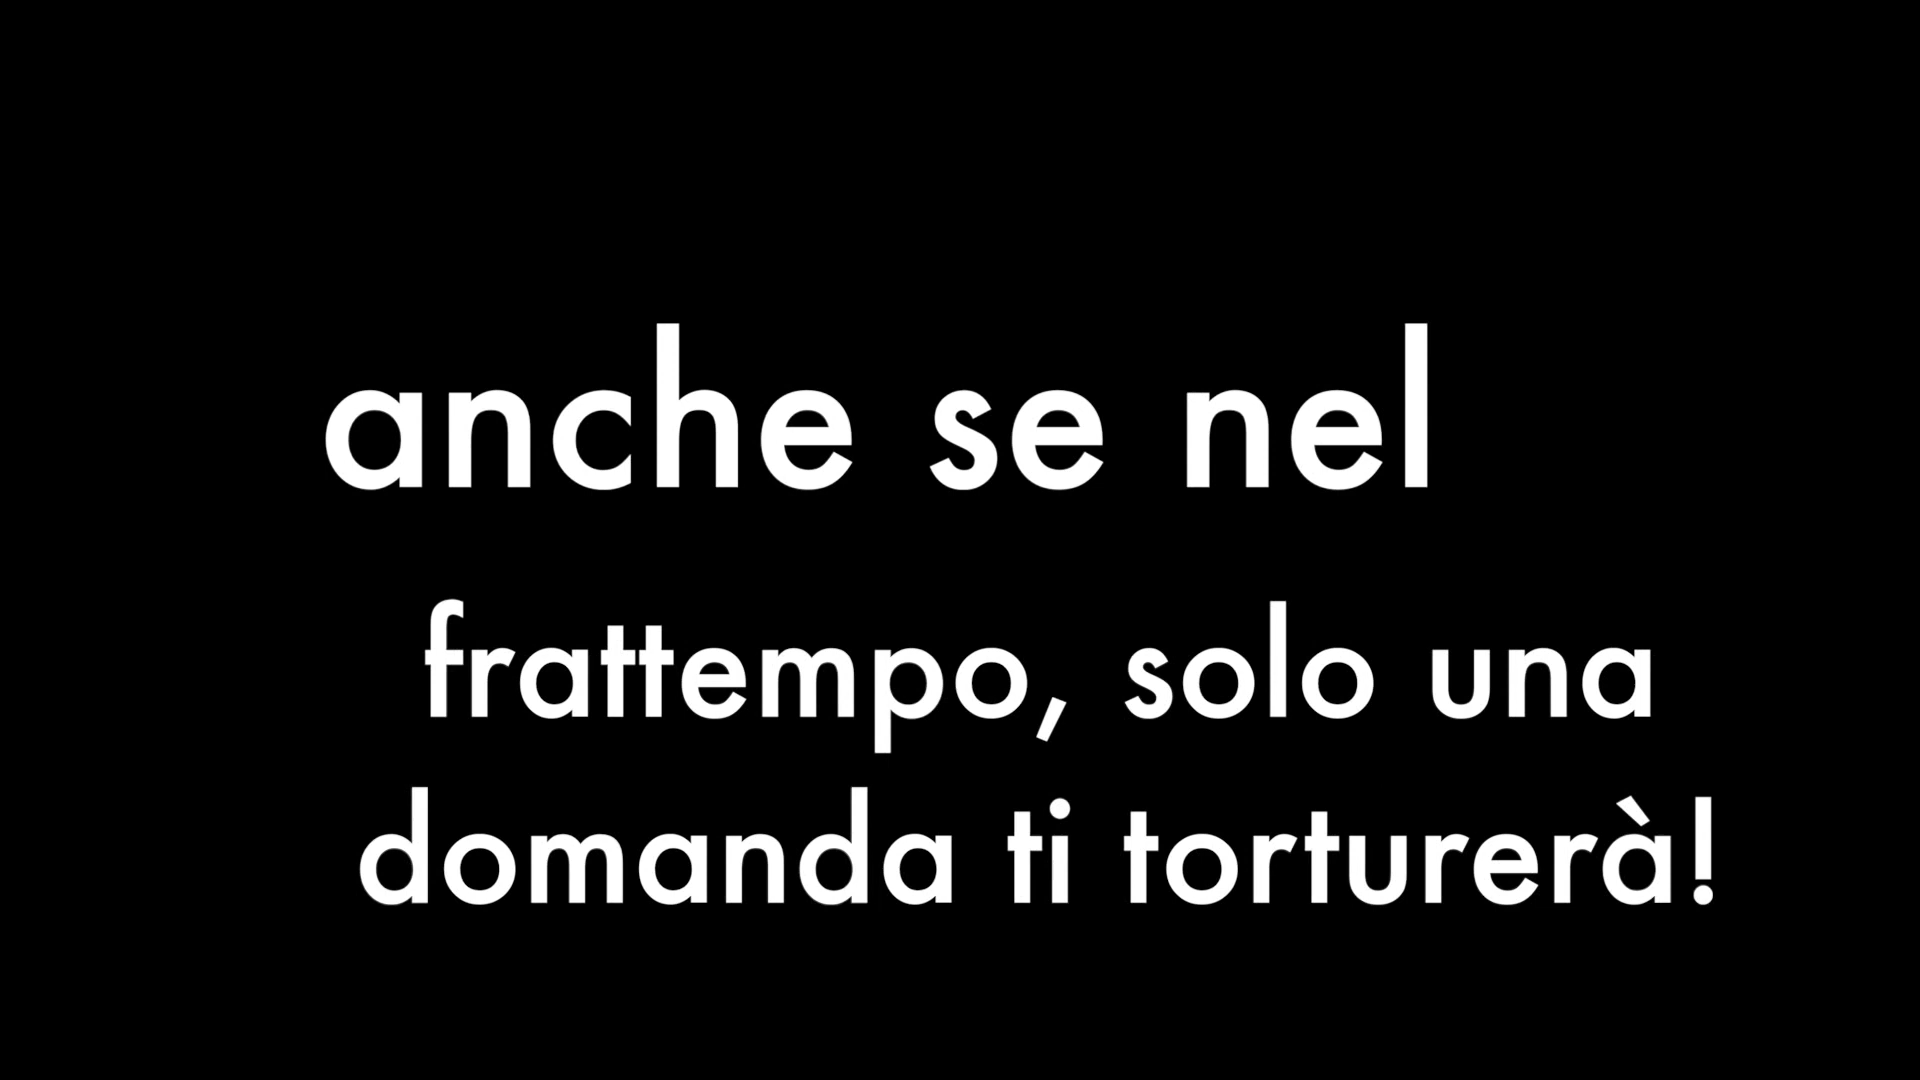 anche se nel
frattempo, solo una
domanda ti torturerà!